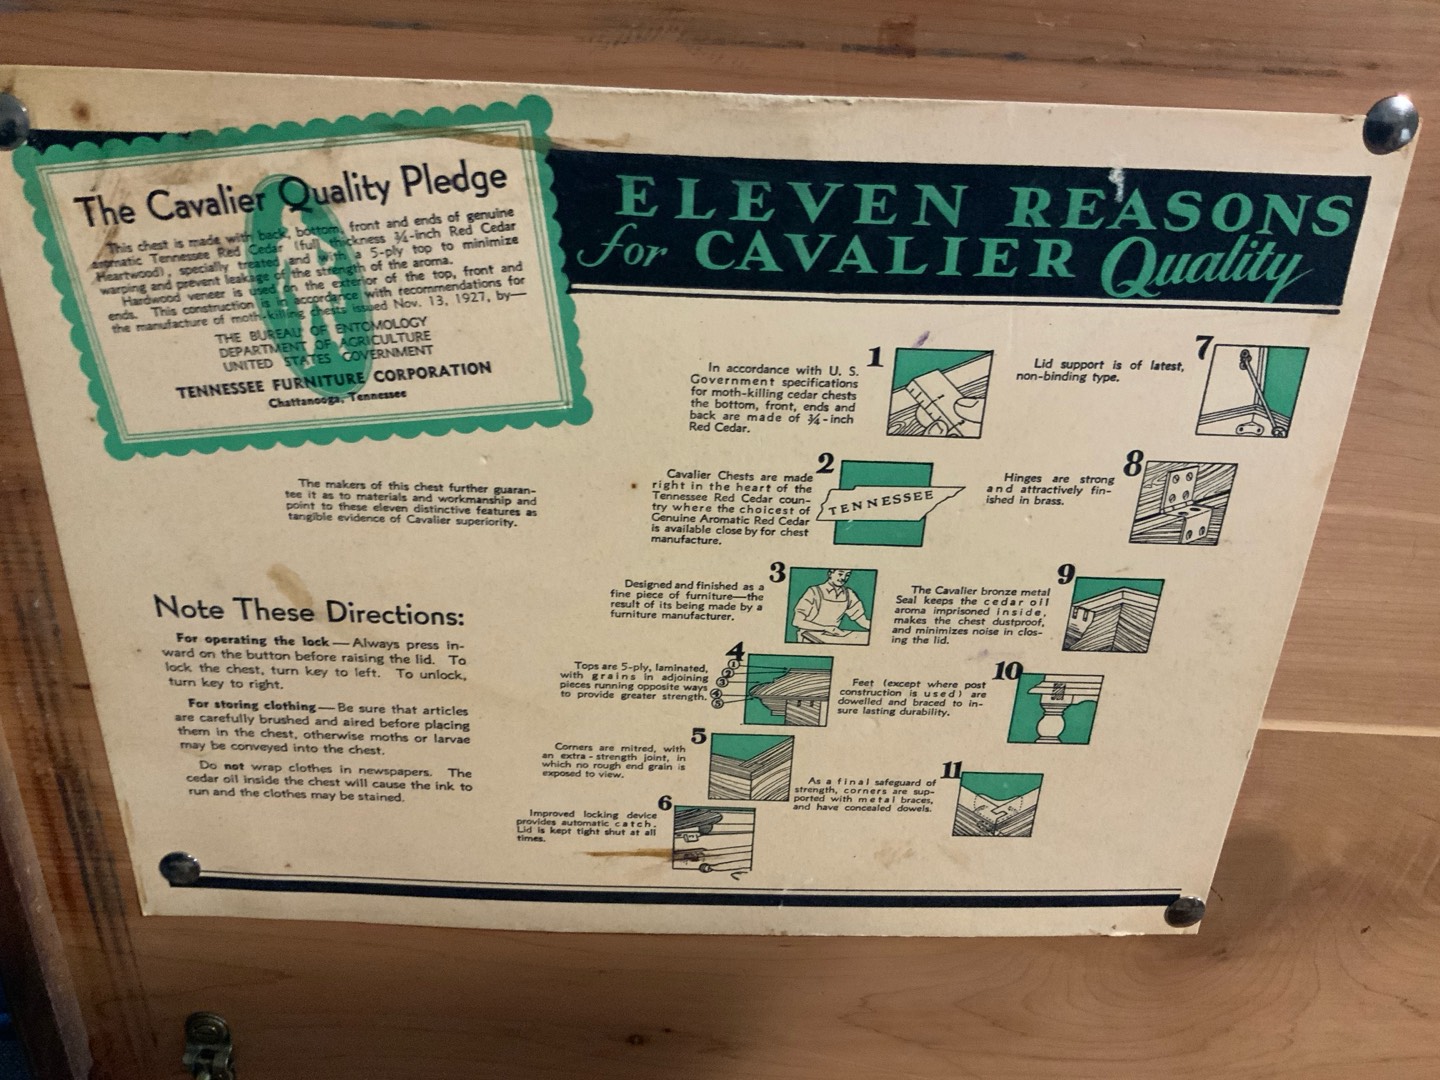 The Cavalier Quality Pledge
This chest is made with back, bottom, front and ends of genuine
aromatic Tennessee Red Cedar (full thickness ¾-inch Red Cedar
Heartwood), specially treated and with a 5-ply top to minimize
warping and prevent leakage of the strength of the aroma.
Hardwood veneer is used on the exterior of the top, front and
ends. This construction is in accordance with recommendations for
the manufacture of moth-killing chests issued Nov. 13, 1927, by—
THE BUREAU OF ENTOMOLOGY
DEPARTMENT OF AGRICULTURE
UNITED STATES GOVERNMENT
TENNESSEE FURNITURE CORPORATION
Chattanooga, Tennessee
ELEVEN REASONS
for CAVALIER Quality
The makers of this chest further guaran-
tee it as to materials and workmanship and
point to these eleven distinctive features as
tangible evidence of Cavalier superiority.
Note These Directions:
For operating the lock—Always press in-
ward on the button before raising the lid. To
lock the chest, turn key to left. To unlock,
turn key to right.
For storing clothing—Be sure that articles
are carefully brushed and aired before placing
them in the chest, otherwise moths or larvae
may be conveyed into the chest.
Do not wrap clothes in newspapers. The
cedar oil inside the chest will cause the ink to
run and the clothes may be stained.
1
In accordance with U. S.
Government specifications
for moth-killing cedar chests
the bottom, front, ends and
back are made of ¾-inch
Red Cedar.
2
Cavalier Chests are made
right in the heart of the
Tennessee Red Cedar coun-
try where the choicest of
Genuine Aromatic Red Cedar
is available close by for chest
manufacture.
TENNESSEE
3
Designed and finished as a
fine piece of furniture—the
result of its being made by a
furniture manufacturer.
4
Tops are 5-ply, laminated,
with grains in adjoining
pieces running opposite ways
to provide greater strength.
1
2
3
4
5
5
Corners are mitred, with
an extra-strength joint, in
which no rough end grain is
exposed to view.
6
Improved locking device
provides automatic catch.
Lid is kept tight shut at all
times.
7
Lid support is of latest,
non-binding type.
8
Hinges are strong
and attractively fin-
ished in brass.
9
The Cavalier bronze metal
Seal keeps the cedar oil
aroma imprisoned inside,
makes the chest dustproof,
and minimizes noise in clos-
ing the lid.
10
Feet (except where post
construction is used) are
dowelled and braced to in-
sure lasting durability.
11
As a final safeguard of
strength, corners are sup-
ported with metal braces,
and have concealed dowels.